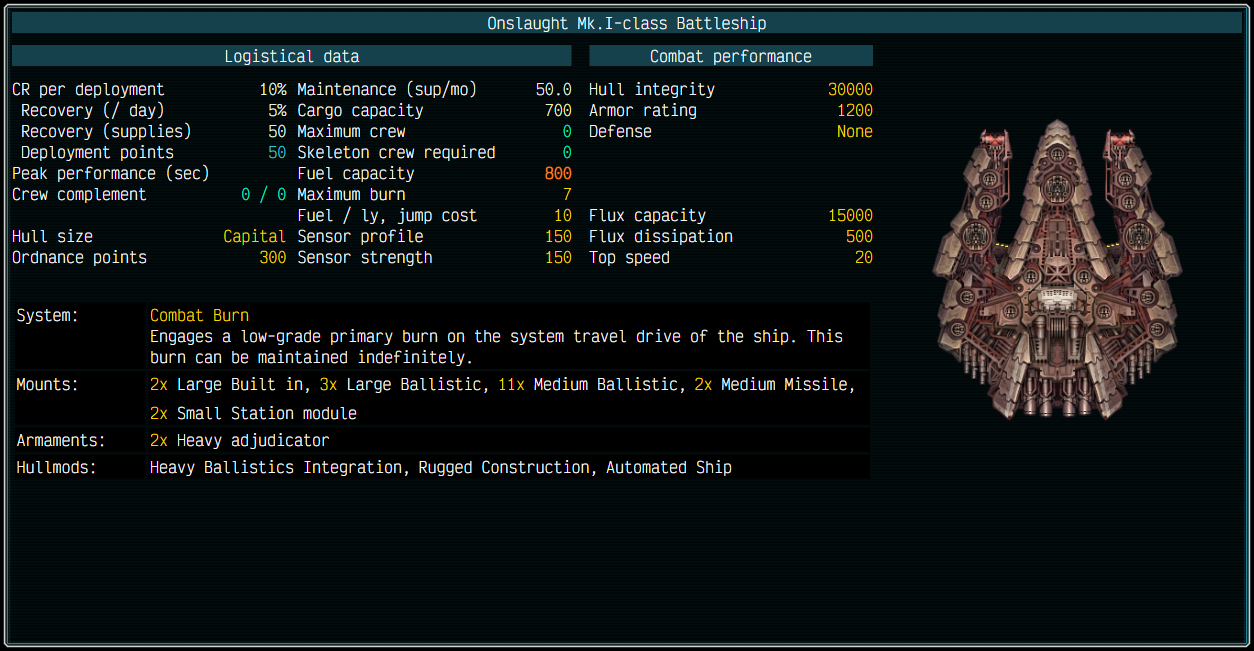 Onslaught Mk.I-class Battleship
Logistical data Combat performance
CR per deployment 10% Maintenance (sup/mo) 50.0 Hull integrity 30000
Recovery (/ day) 5% Cargo capacity 700 Armor rating 1200
Recovery (supplies) 50 Maximum crew 0 Defense None
Deployment points 50 Skeleton crew required 0
Peak performance (sec) Fuel capacity 800
Crew complement 0 / 0 Maximum burn 7
Fuel / ly, jump cost 10 Flux capacity 15000
Hull size Capital Sensor profile 150 Flux dissipation 500
Ordnance points 300 Sensor strength 150 Top speed 20
System: Combat Burn
Engages a low-grade primary burn on the system travel drive of the ship. This
burn can be maintained indefinitely.
Mounts: 2x Large Built in, 3x Large Ballistic, 11x Medium Ballistic, 2x Medium Missile,
2x Small Station module
Armaments: 2x Heavy adjudicator
Hullmods: Heavy Ballistics Integration, Rugged Construction, Automated Ship